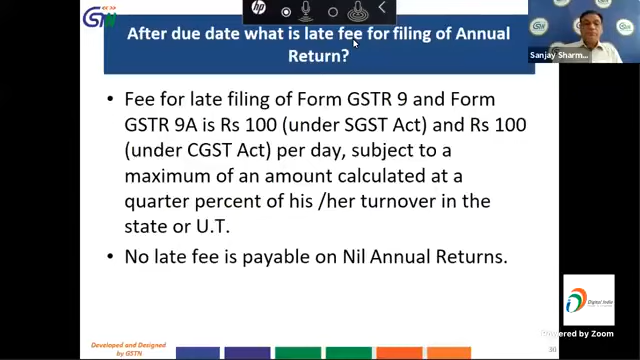 hp
GSTN
After due date what is late fee for filing of Annual
Return?
Sanjay Sharm...
• Fee for late filing of Form GSTR 9 and Form
GSTR 9A is Rs 100 (under SGST Act) and Rs 100
(under CGST Act) per day, subject to a
maximum of an amount calculated at a
quarter percent of his /her turnover in the
state or U.T.
• No late fee is payable on Nil Annual Returns.
Digital India
Powered by Zoom
Developed and Designed
by GSTN
30